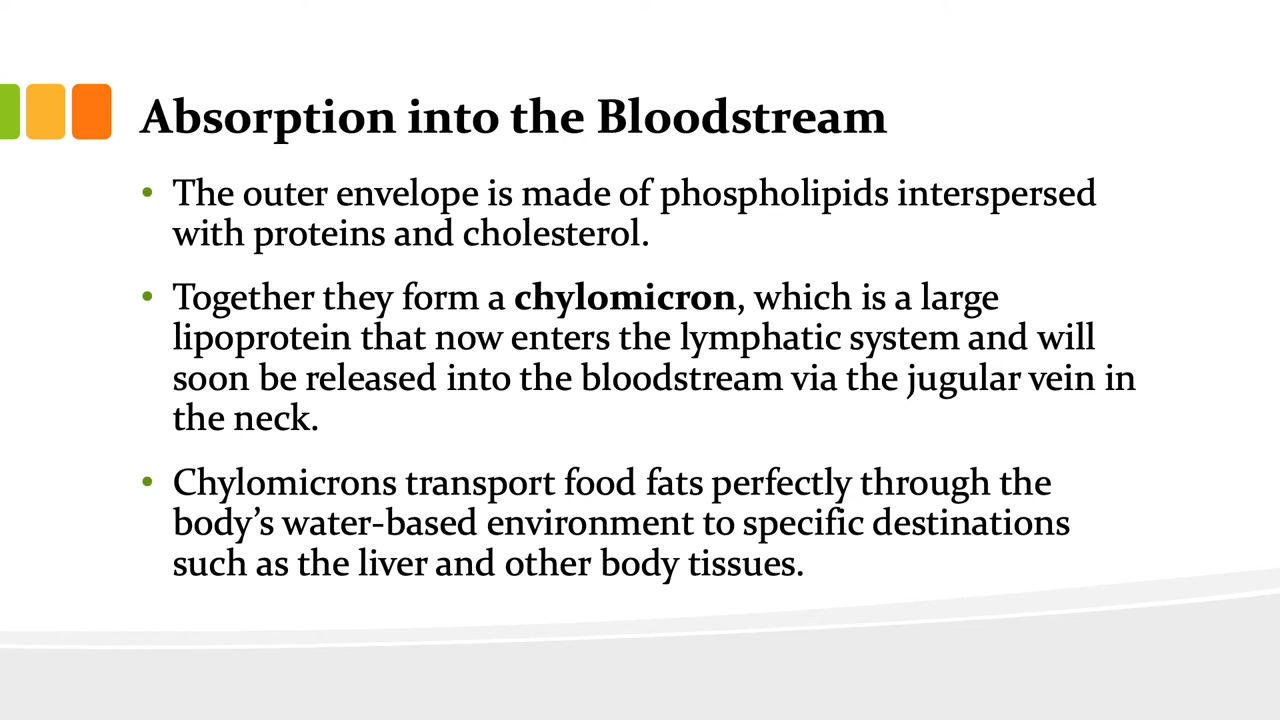 Absorption into the Bloodstream
• The outer envelope is made of phospholipids interspersed
with proteins and cholesterol.
• Together they form a chylomicron, which is a large
lipoprotein that now enters the lymphatic system and will
soon be released into the bloodstream via the jugular vein in
the neck.
• Chylomicrons transport food fats perfectly through the
body’s water-based environment to specific destinations
such as the liver and other body tissues.